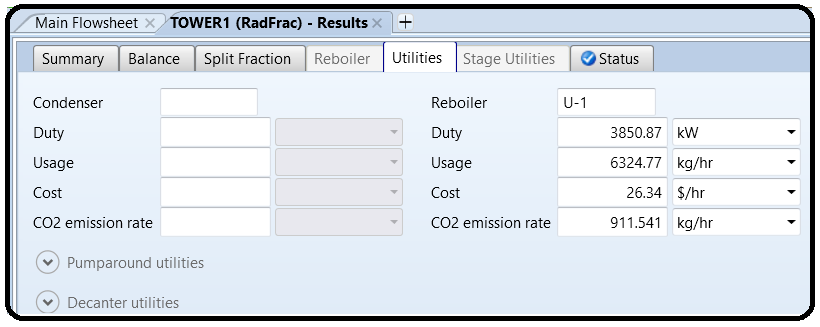 Main Flowsheet × TOWER1 (RadFrac) - Results × +
Summary Balance Split Fraction Reboiler Utilities Stage Utilities Status
Condenser Reboiler U-1
Duty Duty 3850.87 kW
Usage Usage 6324.77 kg/hr
Cost Cost 26.34 $/hr
CO2 emission rate CO2 emission rate 911.541 kg/hr
Pumparound utilities
Decanter utilities